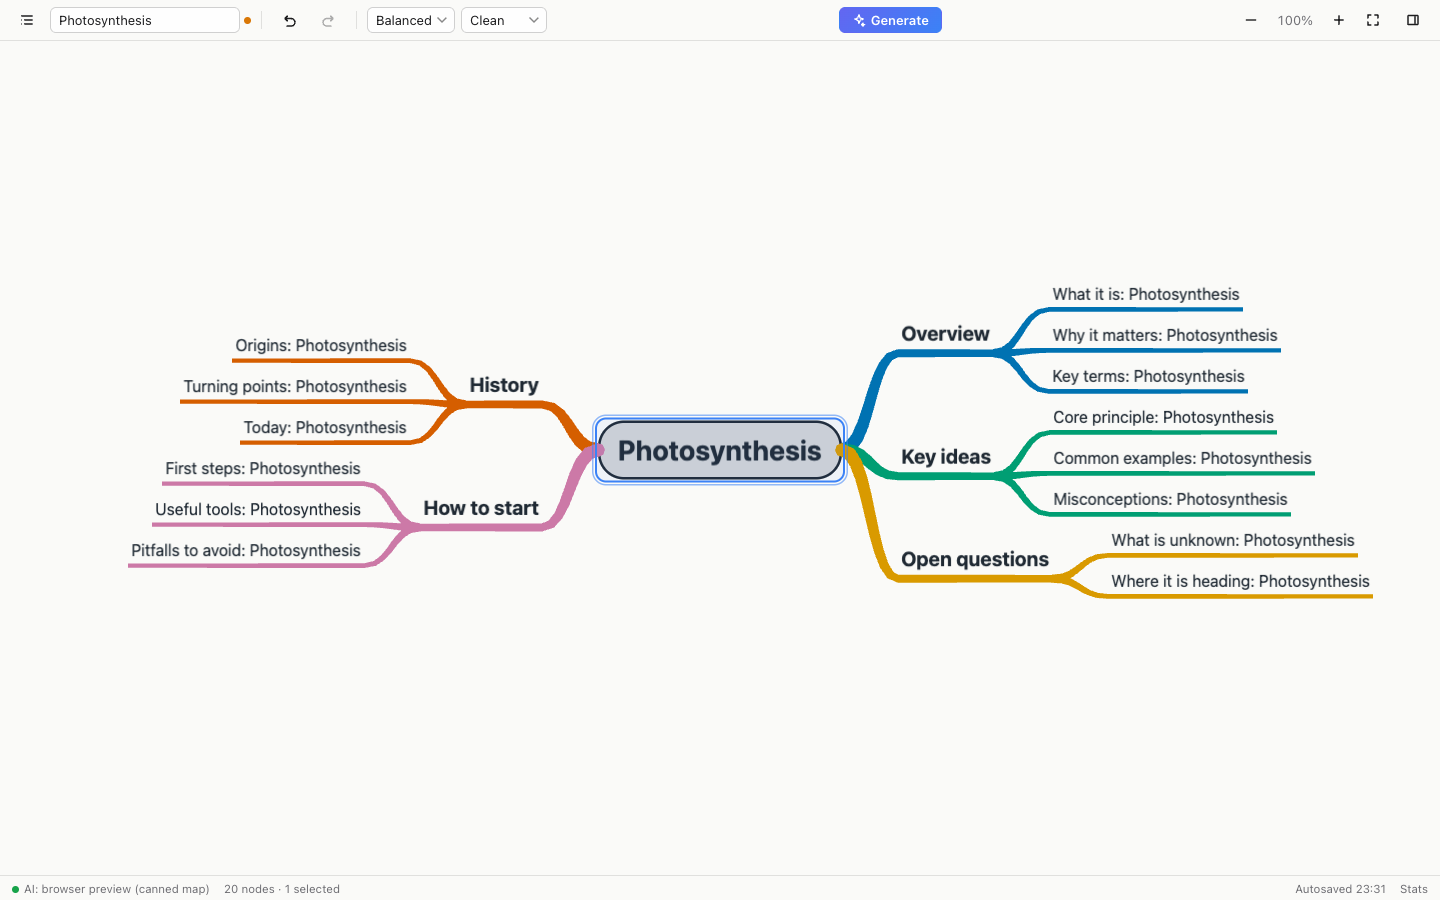 Photosynthesis
Balanced
Clean
Generate
100%
Origins: Photosynthesis
Turning points: Photosynthesis
Today: Photosynthesis
History
First steps: Photosynthesis
Useful tools: Photosynthesis
Pitfalls to avoid: Photosynthesis
How to start
Photosynthesis
Overview
What it is: Photosynthesis
Why it matters: Photosynthesis
Key terms: Photosynthesis
Key ideas
Core principle: Photosynthesis
Common examples: Photosynthesis
Misconceptions: Photosynthesis
Open questions
What is unknown: Photosynthesis
Where it is heading: Photosynthesis
AI: browser preview (canned map)
20 nodes · 1 selected
Autosaved 23:31
Stats